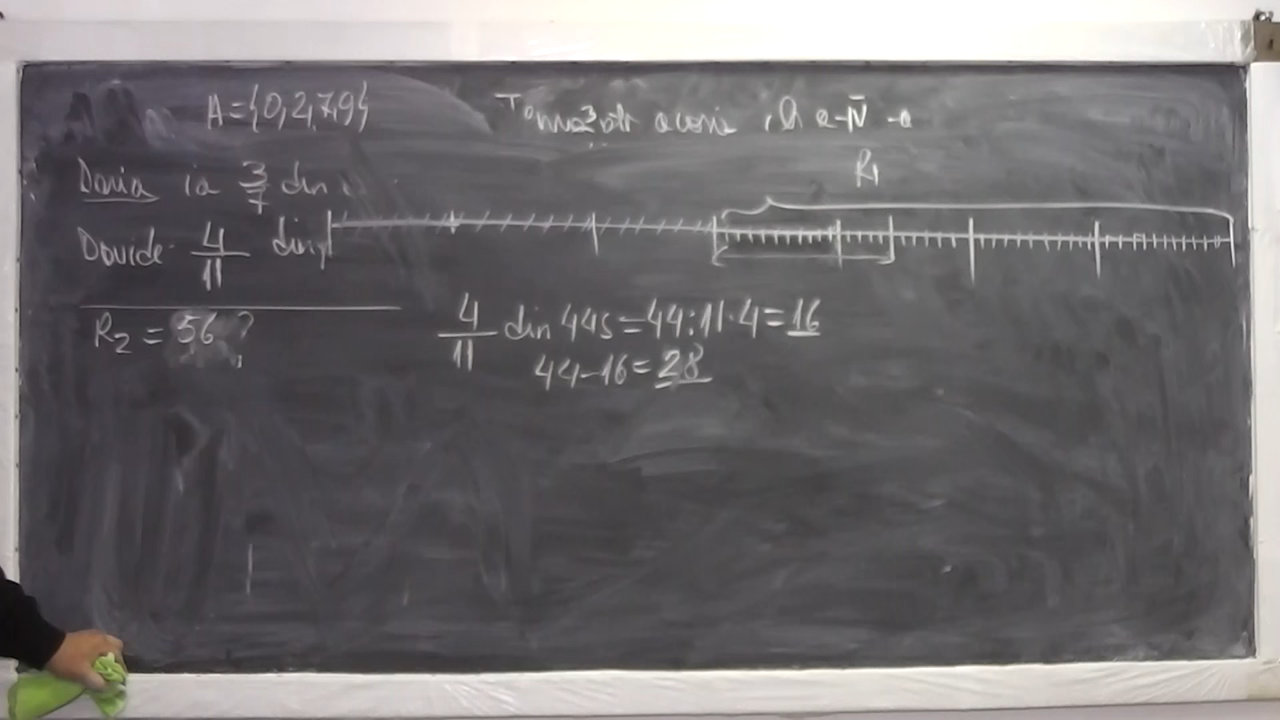 A={0,2,7,9}
Daria ia 3/7 din
R1
Davide 4/11 din
R2 = 56 ?
4/11 din 44s=44:11·4=16
44-16=28